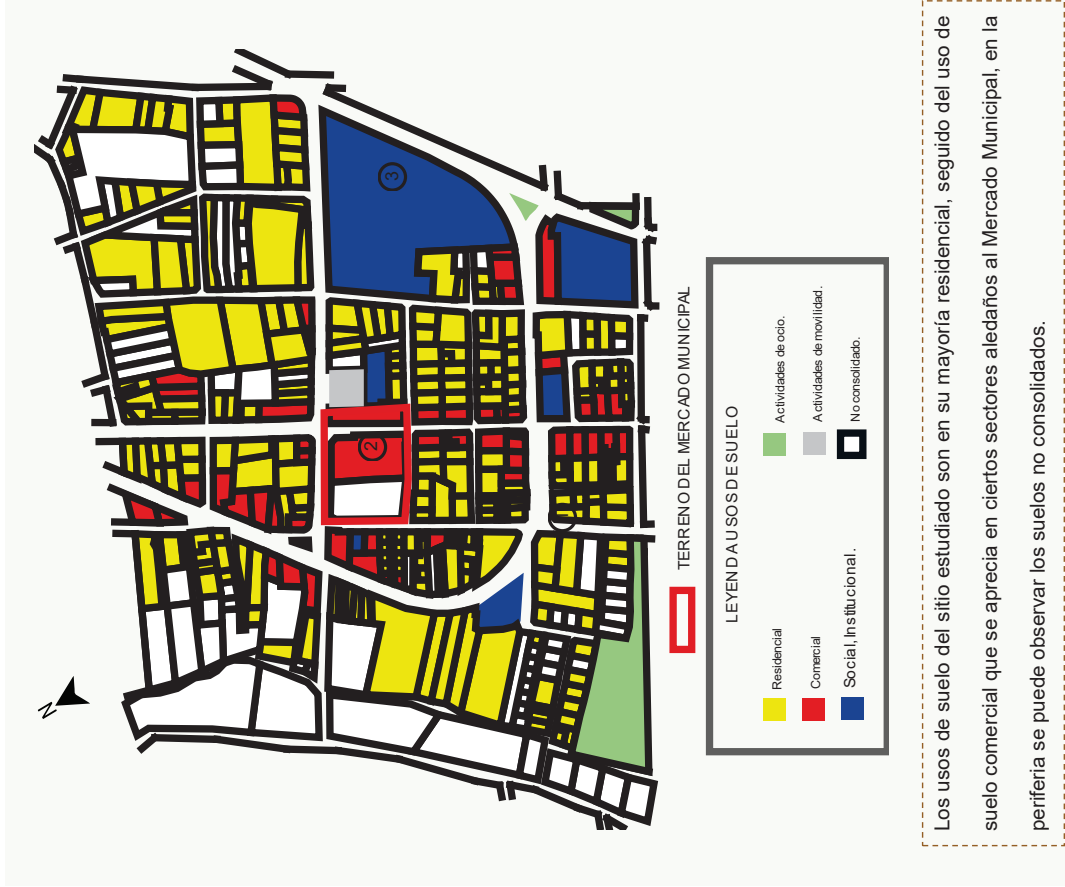 N
3
2
TERRENO DEL MERCADO MUNICIPAL
LEYENDA USOS DE SUELO
Residencial
Comercial
Social, Institucional.
Actividades de ocio.
Actividades de movilidad.
No consolidado.
Los usos de suelo del sitio estudiado son en su mayoría residencial, seguido del uso de
suelo comercial que se aprecia en ciertos sectores aledaños al Mercado Municipal, en la
periferia se puede observar los suelos no consolidados.